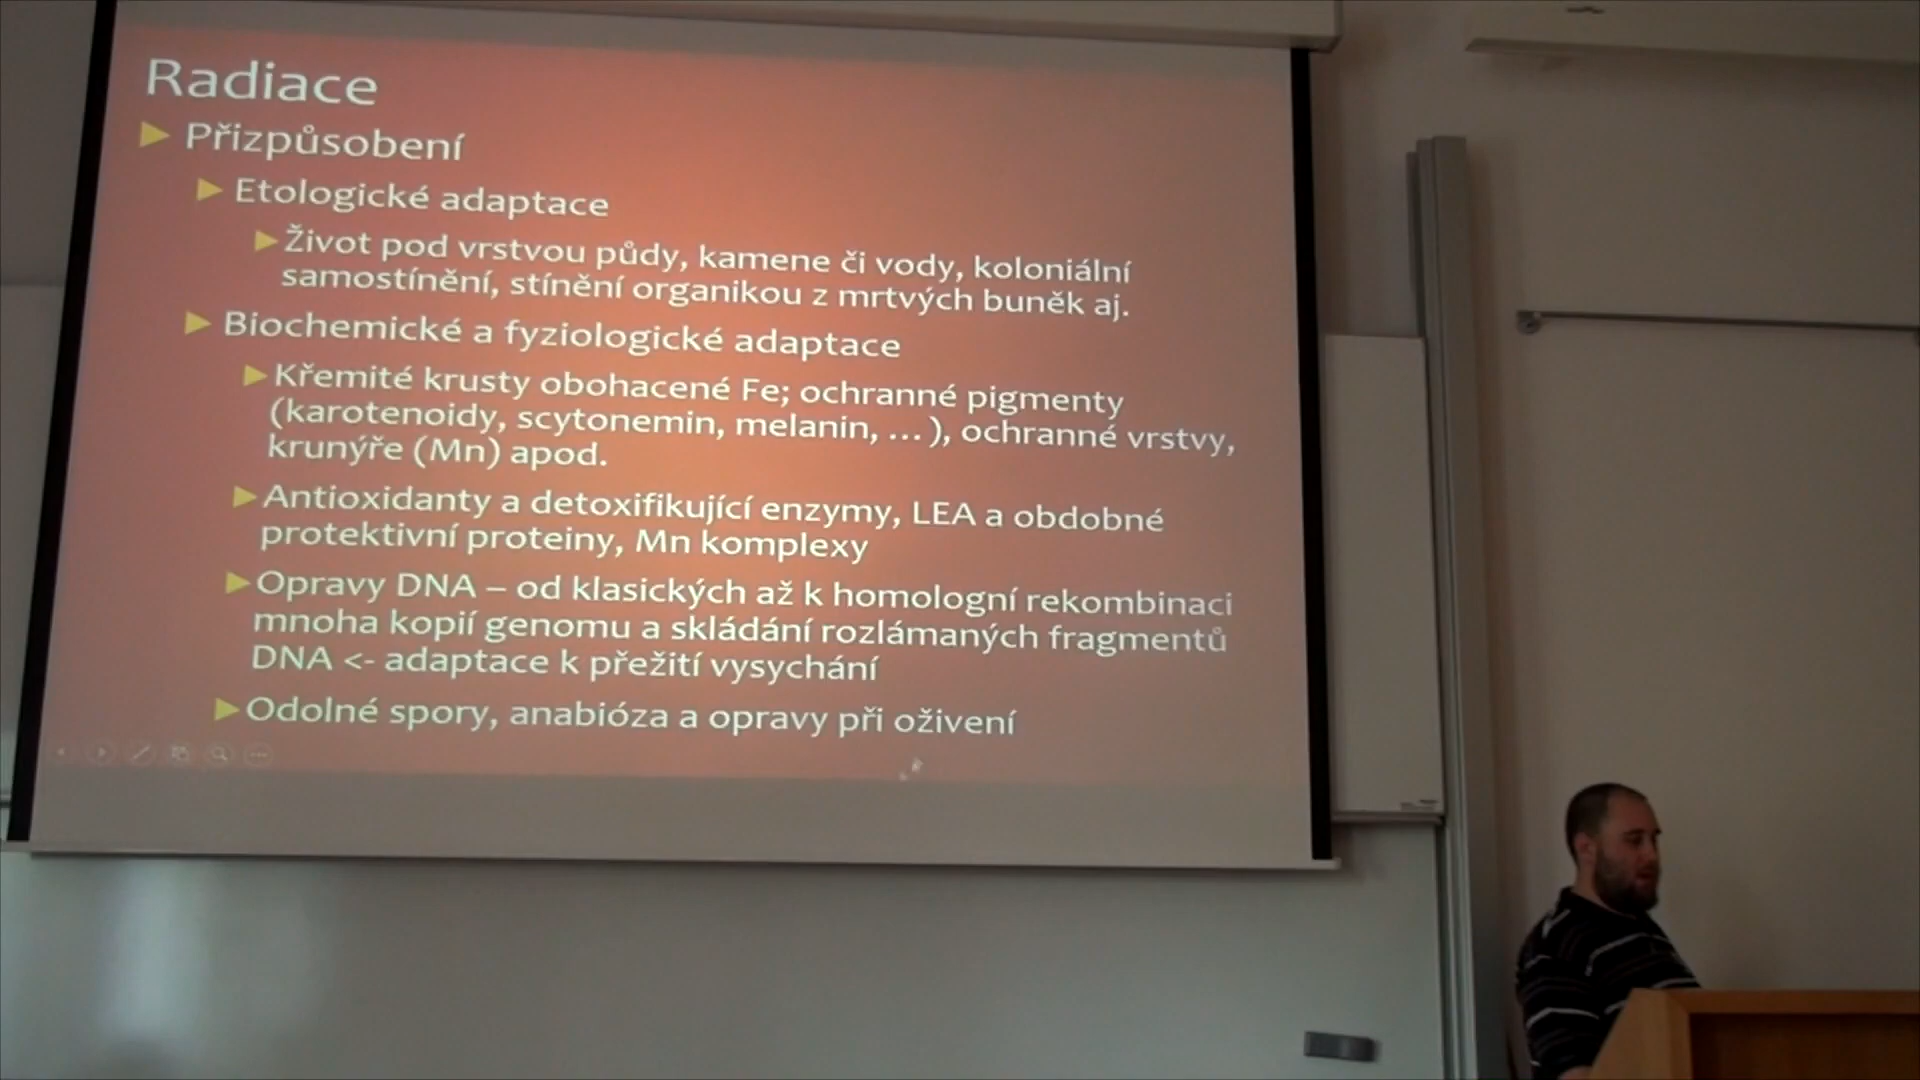 Radiace
Přizpůsobení
Etologické adaptace
Život pod vrstvou půdy, kamene či vody, koloniální
samostínění, stínění organikou z mrtvých buněk aj.
Biochemické a fyziologické adaptace
Křemité krusty obohacené Fe; ochranné pigmenty
(karotenoidy, scytonemin, melanin, ... ), ochranné vrstvy,
krunýře (Mn) apod.
Antioxidanty a detoxifikující enzymy, LEA a obdobné
protektivní proteiny, Mn komplexy
Opravy DNA – od klasických až k homologní rekombinaci
mnoha kopií genomu a skládání rozlámaných fragmentů
DNA <- adaptace k přežití vysychání
Odolné spory, anabióza a opravy při oživení